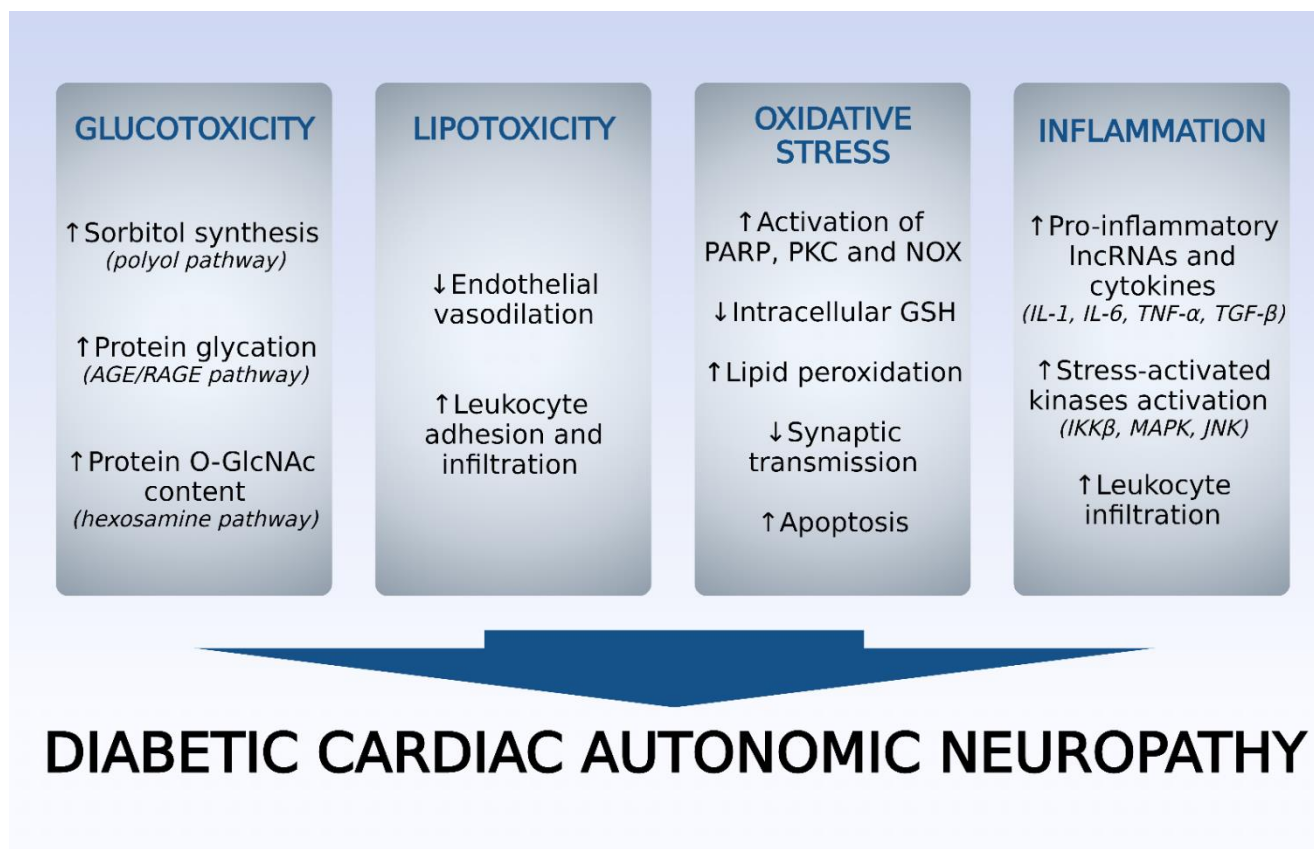 GLUCOTOXICITY
↑Sorbitol synthesis
(polyol pathway)
↑Protein glycation
(AGE/RAGE pathway)
↑Protein O-GlcNAc
content
(hexosamine pathway)
LIPOTOXICITY
↓Endothelial
vasodilation
↑Leukocyte
adhesion and
infiltration
OXIDATIVE
STRESS
↑Activation of
PARP, PKC and NOX
↓Intracellular GSH
↑Lipid peroxidation
↓Synaptic
transmission
↑Apoptosis
INFLAMMATION
↑Pro-inflammatory
lncRNAs and
cytokines
(IL-1, IL-6, TNF-α, TGF-β)
↑Stress-activated
kinases activation
(IKKβ, MAPK, JNK)
↑Leukocyte
infiltration
DIABETIC CARDIAC AUTONOMIC NEUROPATHY